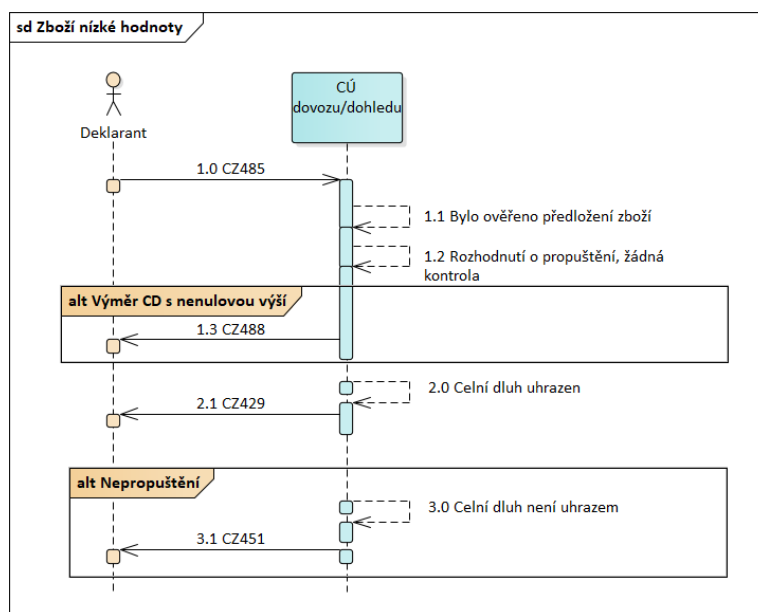 sd Zboží nízké hodnoty
CÚ
dovozu/dohledu
Deklarant
1.0 CZ485
1.1 Bylo ověřeno předložení zboží
1.2 Rozhodnutí o propuštění, žádná
kontrola
alt Výměr CD s nenulovou výší
1.3 CZ488
2.0 Celní dluh uhrazen
2.1 CZ429
alt Nepropuštění
3.0 Celní dluh není uhrazem
3.1 CZ451